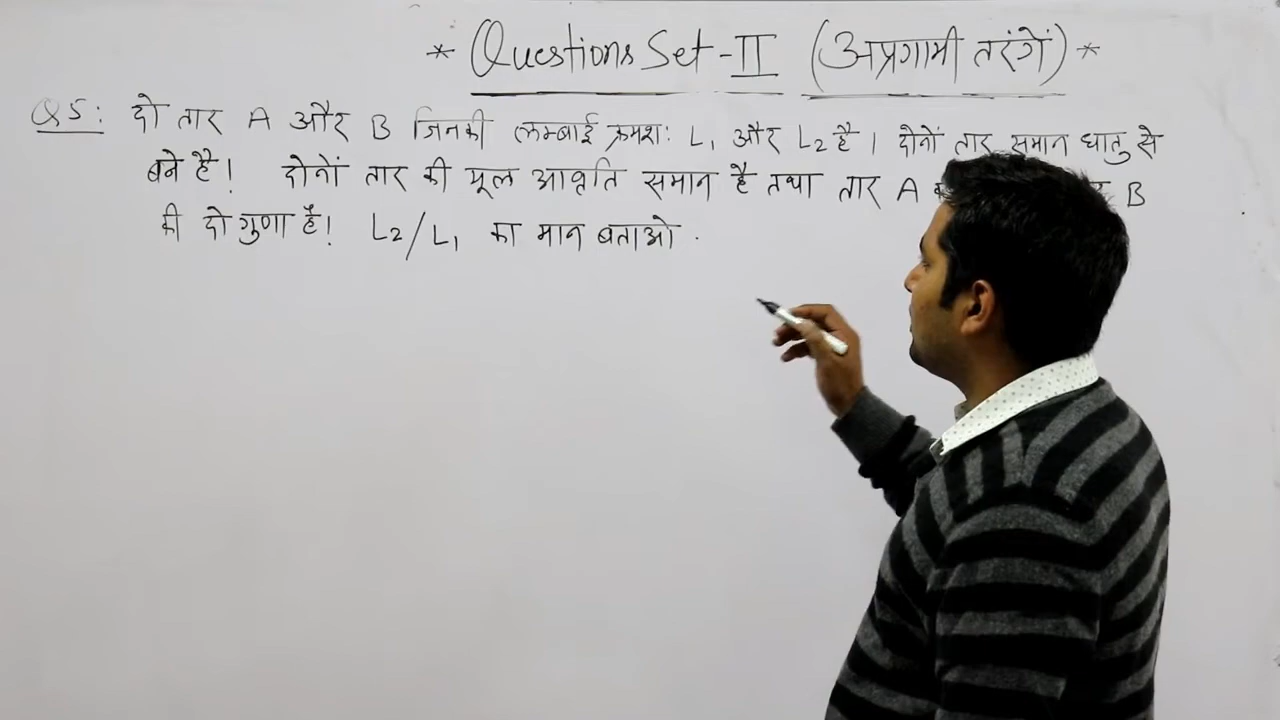 * Questions Set-II (अप्रगामी तरंगें) *
Q5: दो तार A और B जिनकी लम्बाई क्रमशः L₁ और L₂ है। दोनों तार समान धातु से
बने है! दोनों तार की मूल आवृति समान है तथा तार A B
की दो गुणा है! L₂/L₁ का मान बताओ.